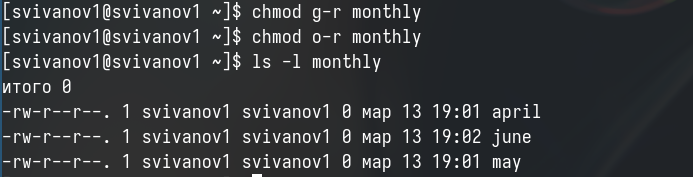 [svivanov1@svivanov1 ~]$ chmod g-r monthly
[svivanov1@svivanov1 ~]$ chmod o-r monthly
[svivanov1@svivanov1 ~]$ ls -l monthly
итого 0
-rw-r--r--. 1 svivanov1 svivanov1 0 мар 13 19:01 april
-rw-r--r--. 1 svivanov1 svivanov1 0 мар 13 19:02 june
-rw-r--r--. 1 svivanov1 svivanov1 0 мар 13 19:01 may